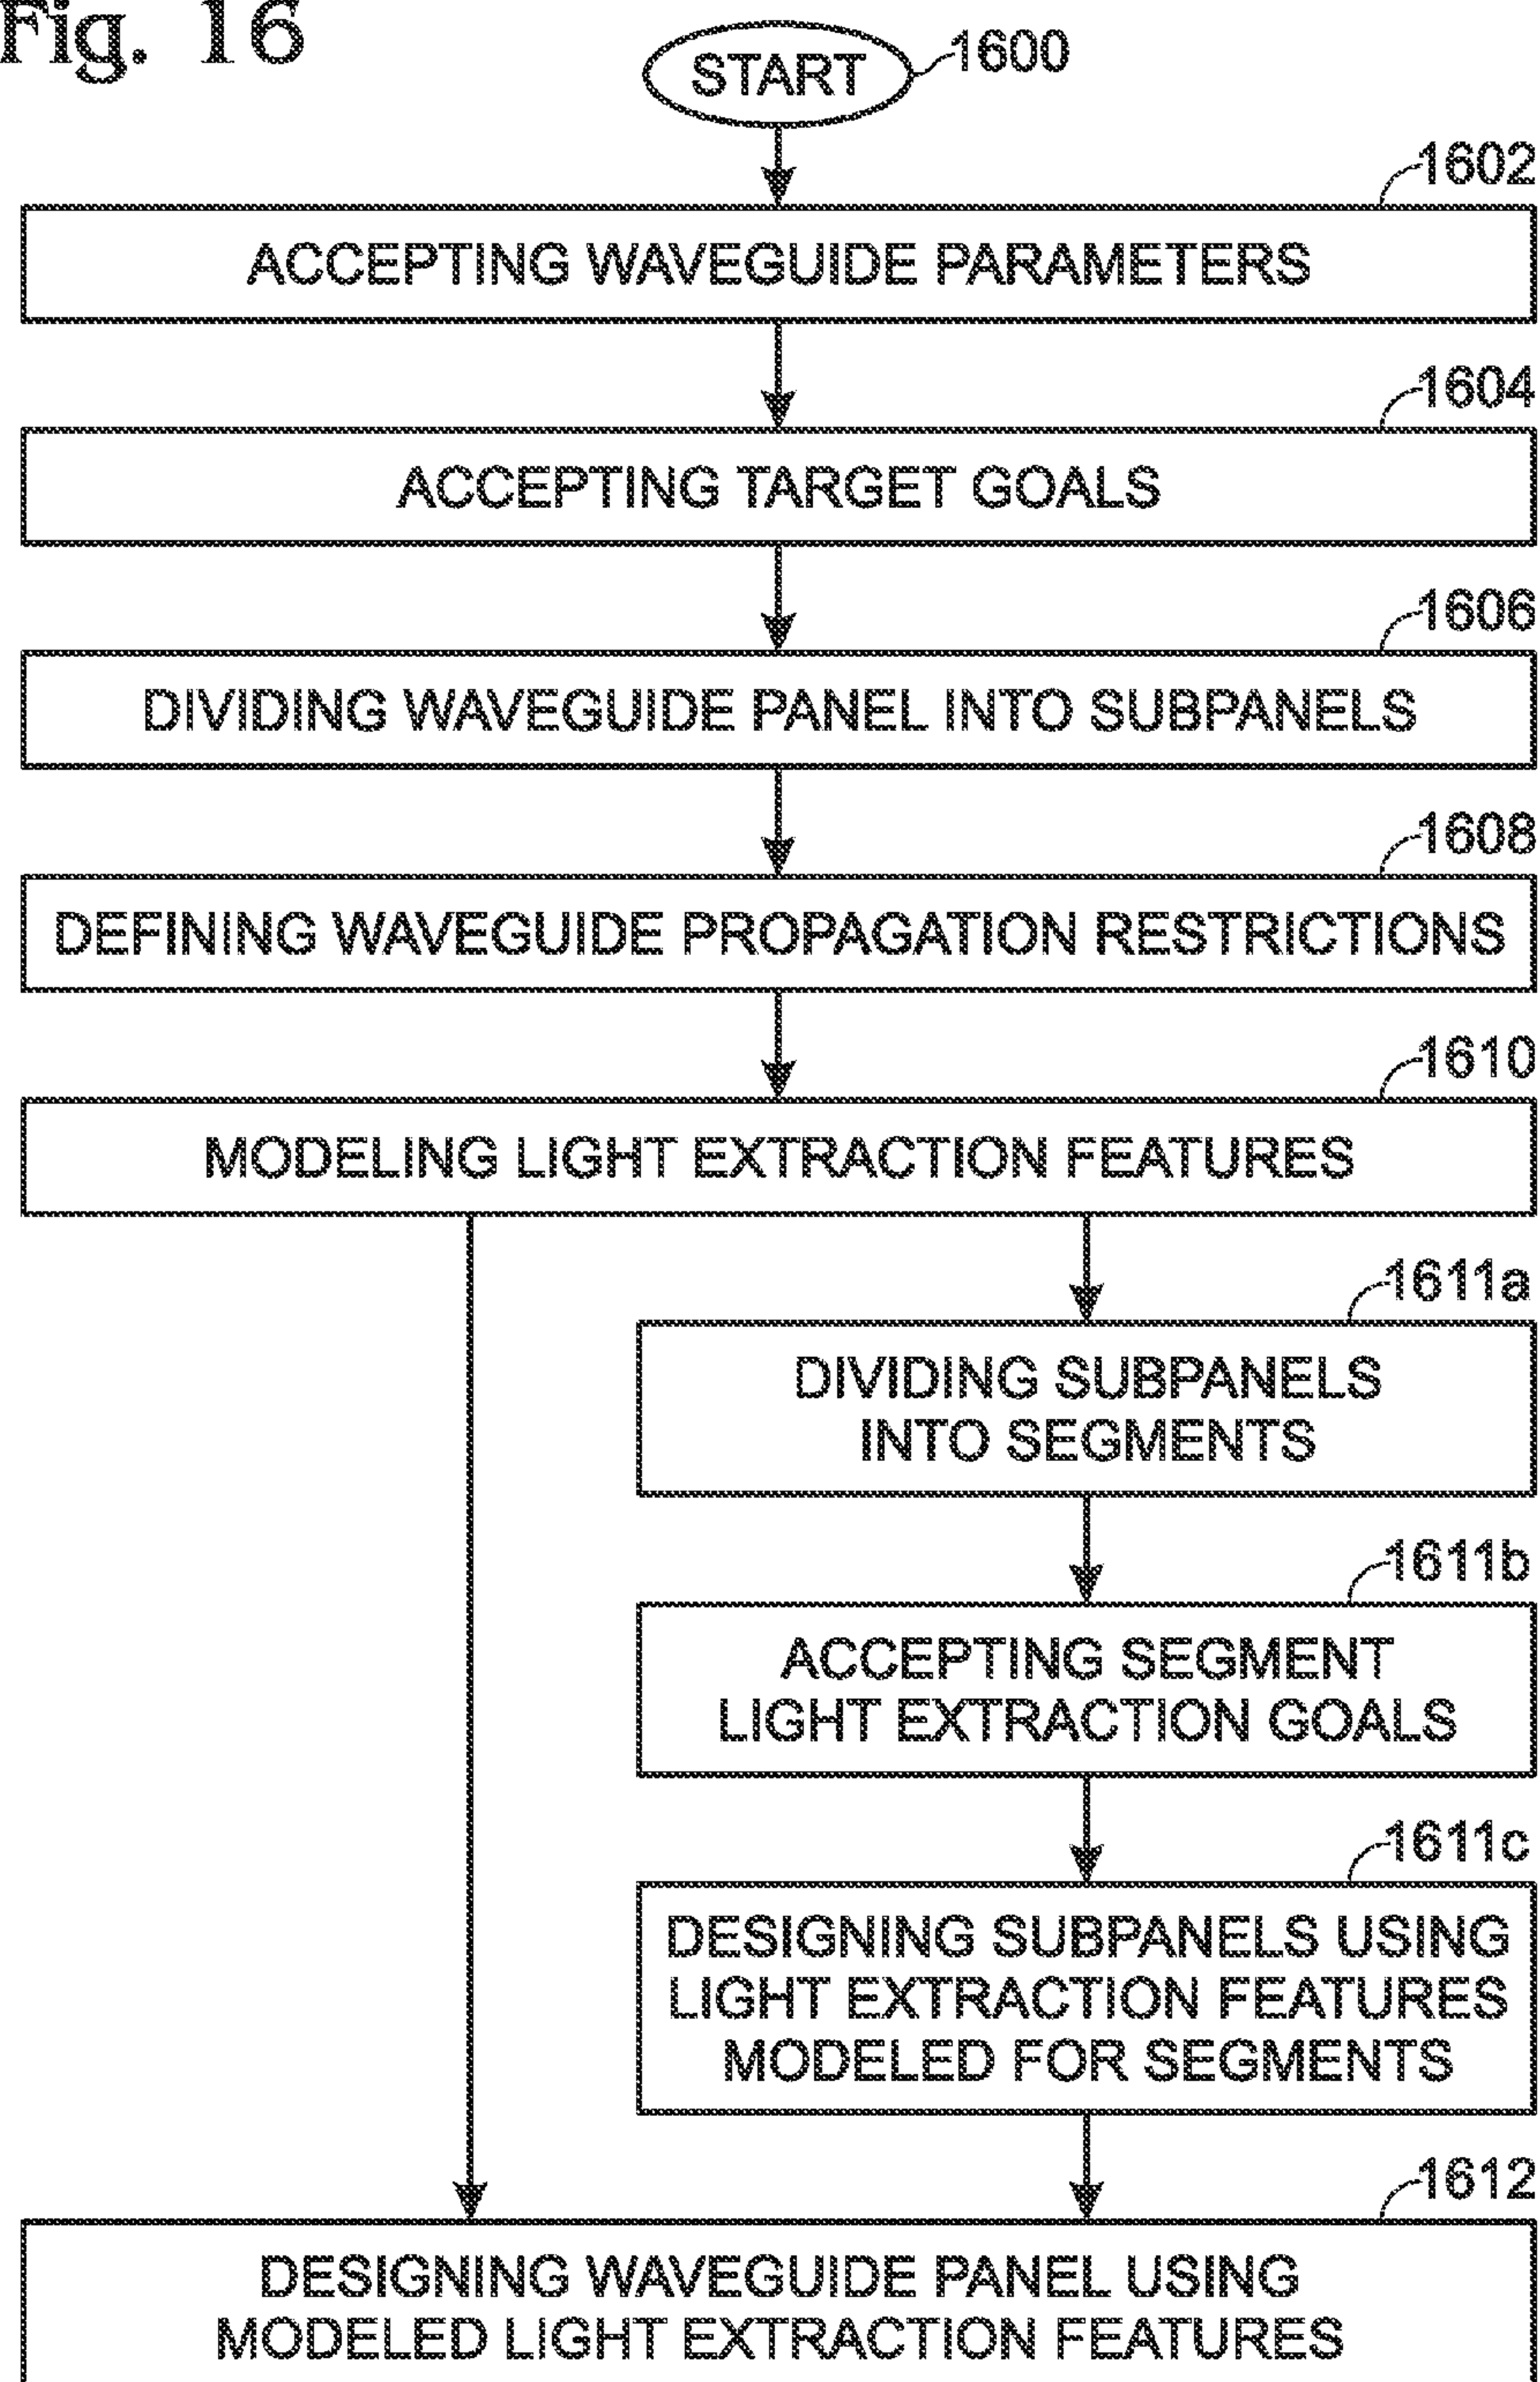 Fig. 16
START
1600
1602
ACCEPTING WAVEGUIDE PARAMETERS
1604
ACCEPTING TARGET GOALS
1606
DIVIDING WAVEGUIDE PANEL INTO SUBPANELS
1608
DEFINING WAVEGUIDE PROPAGATION RESTRICTIONS
1610
MODELING LIGHT EXTRACTION FEATURES
1611a
DIVIDING SUBPANELS
INTO SEGMENTS
1611b
ACCEPTING SEGMENT
LIGHT EXTRACTION GOALS
1611c
DESIGNING SUBPANELS USING
LIGHT EXTRACTION FEATURES
MODELED FOR SEGMENTS
1612
DESIGNING WAVEGUIDE PANEL USING
MODELED LIGHT EXTRACTION FEATURES